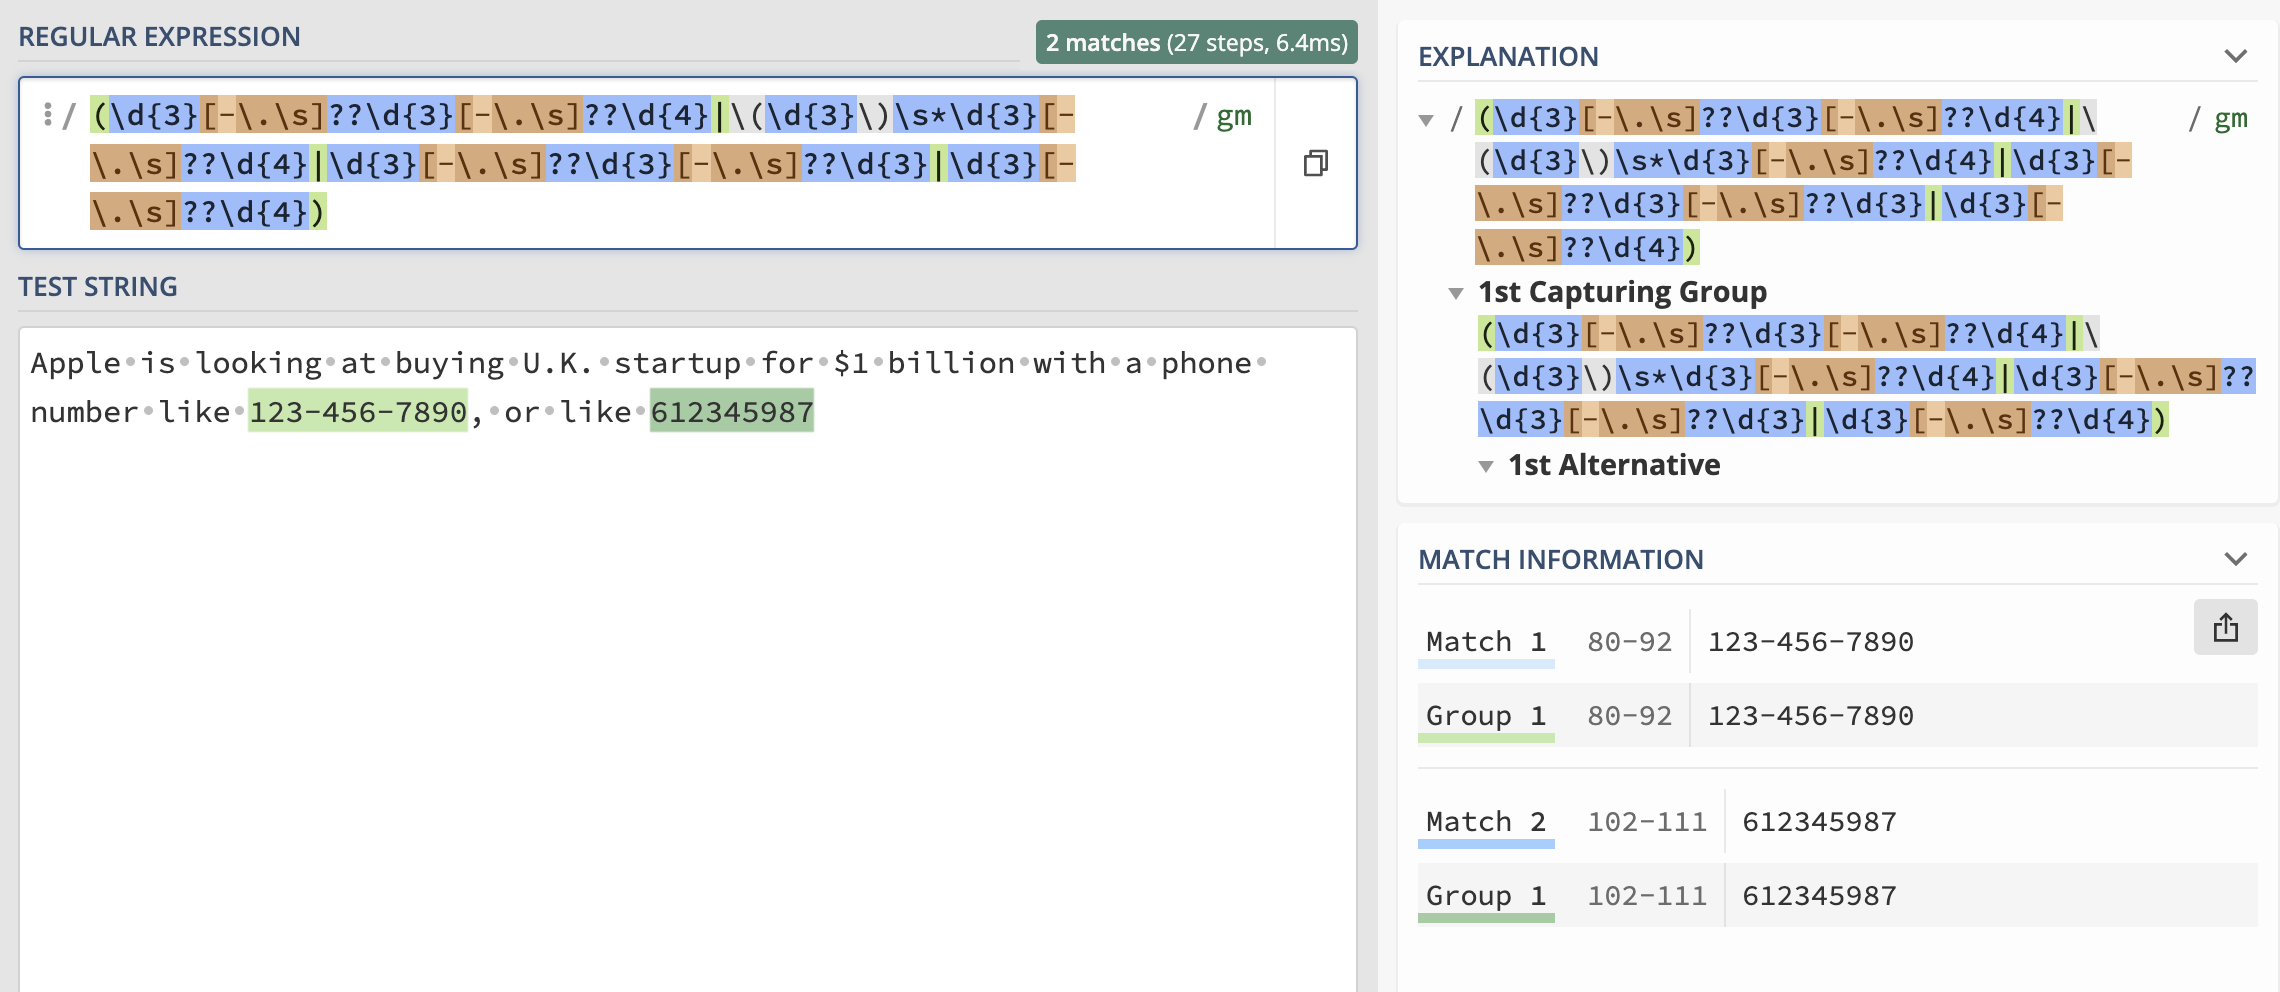 REGULAR EXPRESSION
2 matches (27 steps, 6.4ms)
/ (\d{3}[-\.\s]??\d{3}[-\.\s]??\d{4}|\(\d{3}\)\s*\d{3}[- / gm
\.\s]??\d{4}|\d{3}[-\.\s]??\d{3}[-\.\s]??\d{3}|\d{3}[-
\.\s]??\d{4})
TEST STRING
Apple·is·looking·at·buying·U.K.·startup·for·$1·billion·with·a·phone·
number·like·123-456-7890,·or·like·612345987
EXPLANATION
/ (\d{3}[-\.\s]??\d{3}[-\.\s]??\d{4}|\ / gm
(\d{3}\)\s*\d{3}[-\.\s]??\d{4}|\d{3}[-
\.\s]??\d{3}[-\.\s]??\d{3}|\d{3}[-
\.\s]??\d{4})
1st Capturing Group
(\d{3}[-\.\s]??\d{3}[-\.\s]??\d{4}|\
(\d{3}\)\s*\d{3}[-\.\s]??\d{4}|\d{3}[-\.\s]??
\d{3}[-\.\s]??\d{3}|\d{3}[-\.\s]??\d{4})
1st Alternative
MATCH INFORMATION
Match 1 80-92 123-456-7890
Group 1 80-92 123-456-7890
Match 2 102-111 612345987
Group 1 102-111 612345987